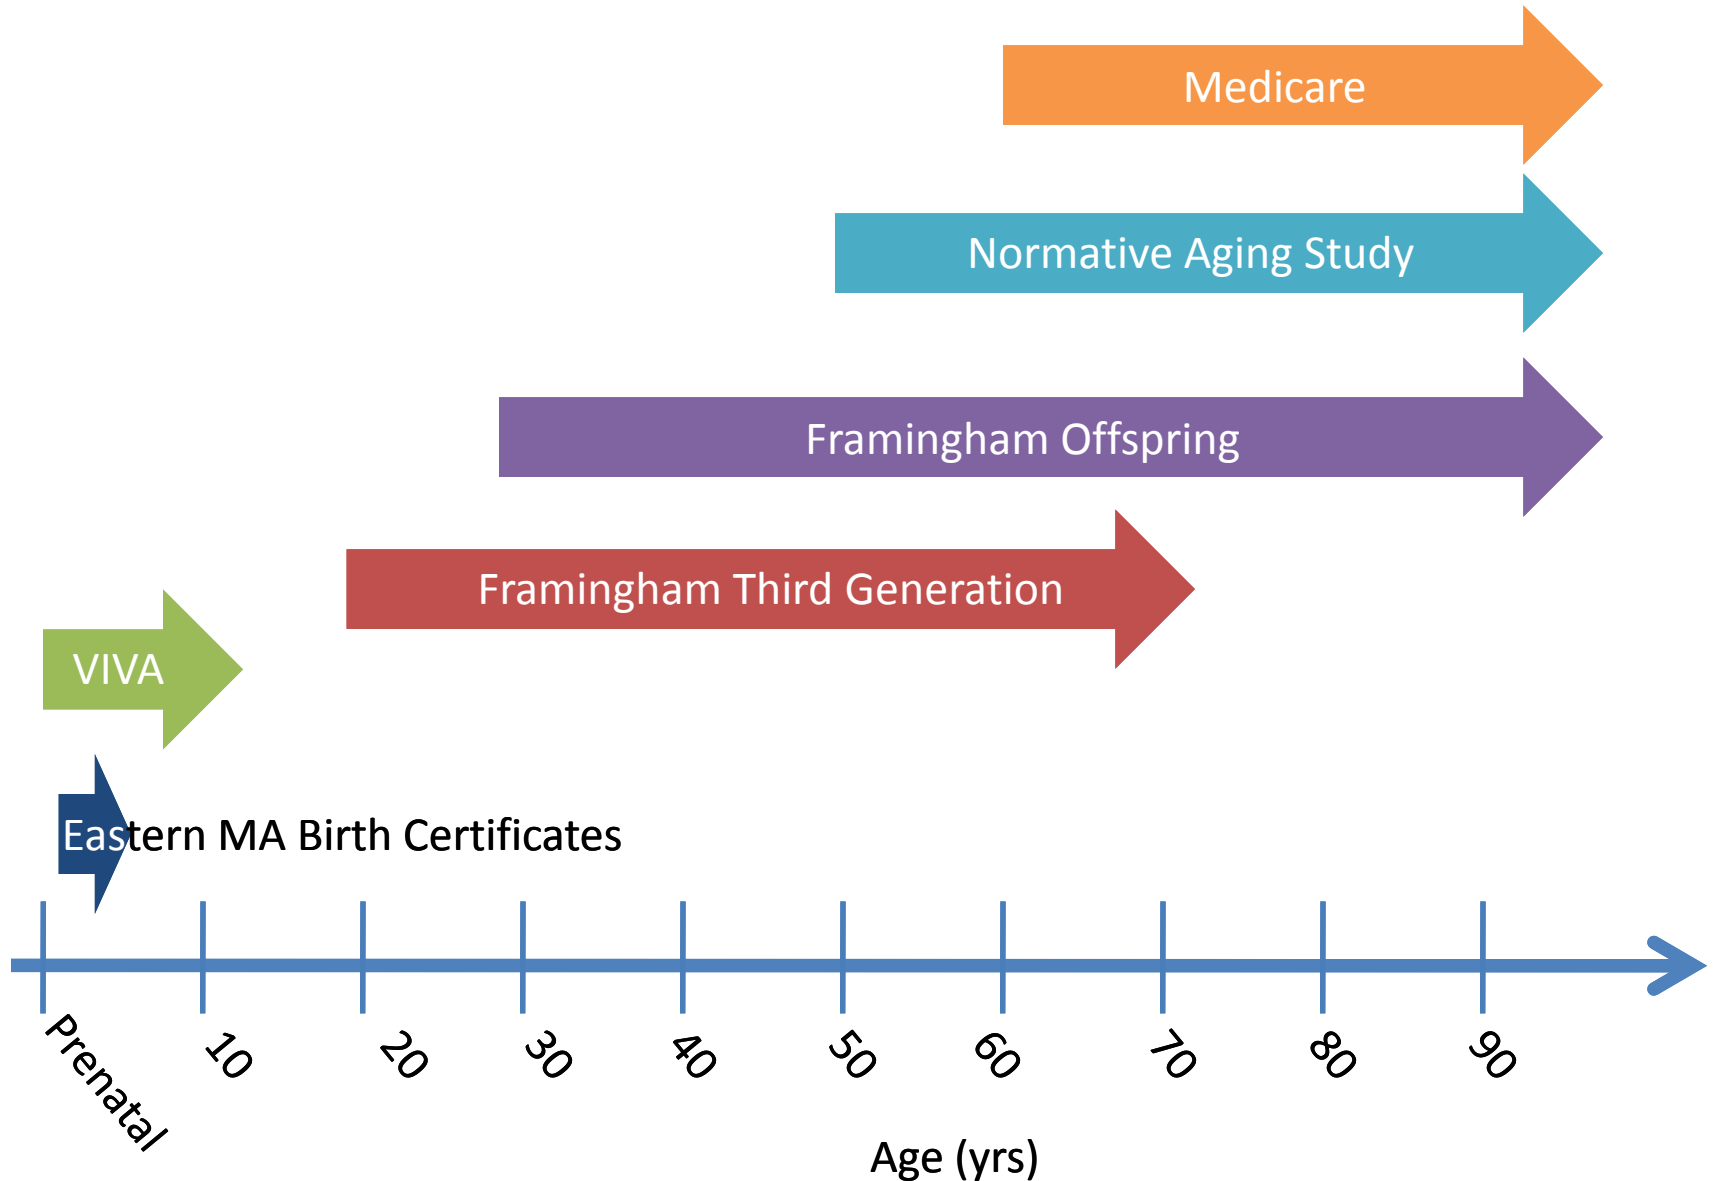 Medicare
Normative Aging Study
Framingham Offspring
Framingham Third Generation
VIVA
Eastern MA Birth Certificates
Prenatal
10
20
30
40
50
60
70
80
90
Age (yrs)